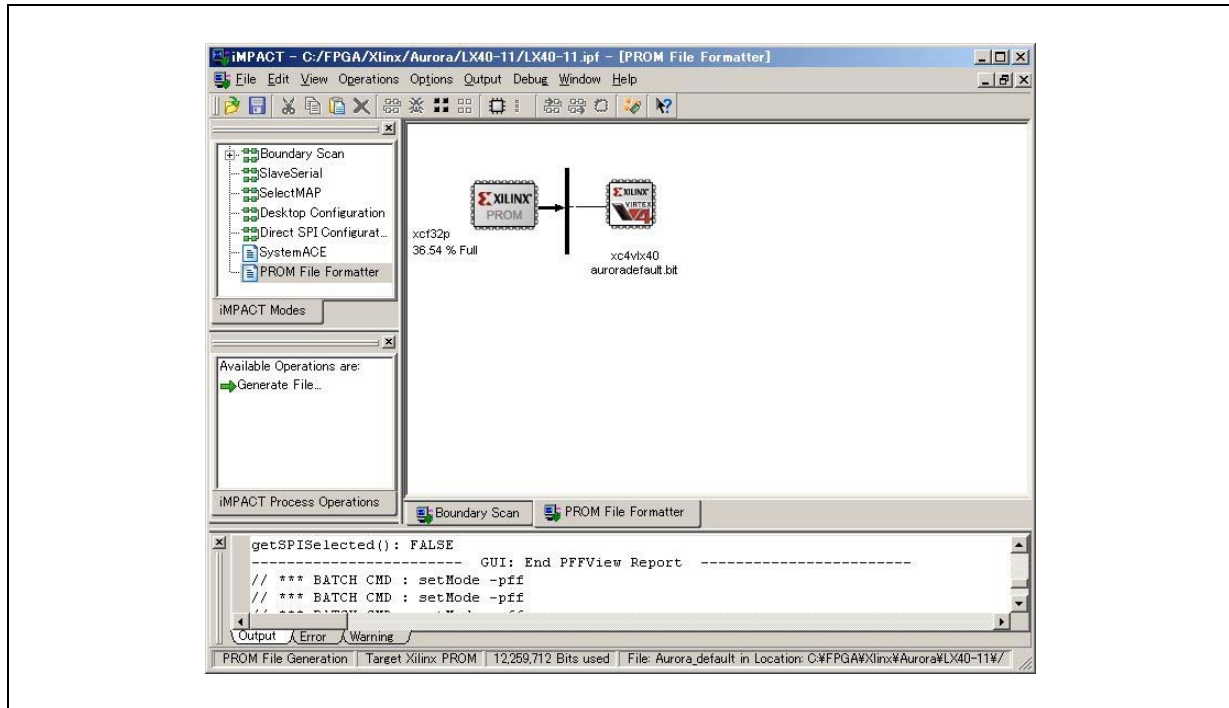 iMPACT - C:/FPGA/Xlinx/Aurora/LX40-11/LX40-11.ipf - [PROM File Formatter]
File Edit View Operations Options Output Debug Window Help
Boundary Scan
SlaveSerial
SelectMAP
Desktop Configuration
Direct SPI Configurat...
SystemACE
PROM File Formatter
iMPACT Modes
XILINX
PROM
xcf32p
36.54 % Full
XILINX
VIRTEX
4
xc4vlx40
auroradefault.bit
Available Operations are:
Generate File...
iMPACT Process Operations
Boundary Scan
PROM File Formatter
getSPISelected(): FALSE
------------------------ GUI: End PFFView Report ------------------------
// *** BATCH CMD : setMode -pff
// *** BATCH CMD : setMode -pff
Output Error Warning
PROM File Generation Target Xilinx PROM 12,259,712 Bits used File: Aurora_default in Location: C:¥FPGA¥Xlinx¥Aurora¥LX40-11¥/